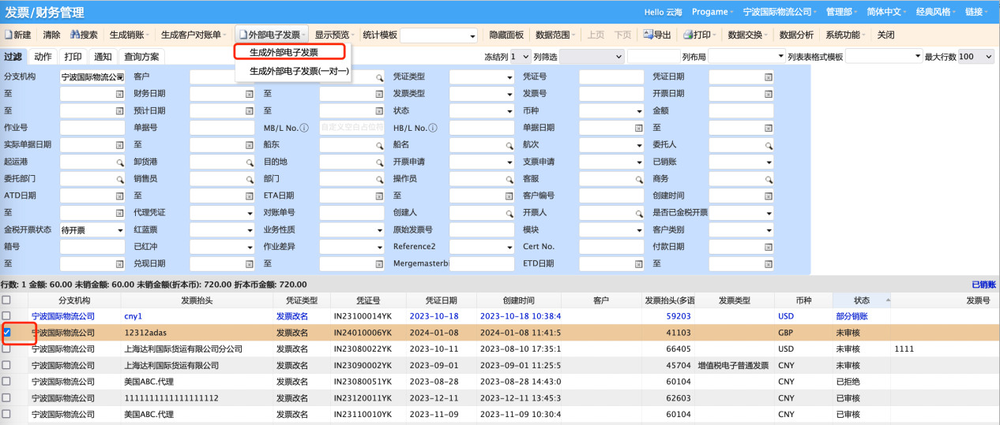 发票/财务管理 Hello 云海 Progame 宁波国际物流公司 管理部 简体中文 经典风格 链接
新建 清除 搜索 生成销账 生成客户对账单 外部电子发票 显示预览 统计模板 隐藏面板 数据范围 上页 下页 导出 打印 数据交换 数据分析 系统功能 关闭
生成外部电子发票
生成外部电子发票(一对一)
过滤 动作 打印 通知 查询方案 冻结列 1 列筛选 列布局 列表表格式模板 最大行数 100
分支机构 宁波国际物流公司 客户 凭证类型 凭证号 凭证日期
至 财务日期 至 发票类型 发票号 开票日期
至 预计日期 至 状态 币种 金额
作业号 单据号 MB/L No. 自定义空白占位符 HB/L No. 单据日期 至
实际单据日期 至 船东 船名 航次 委托人
起运港 卸货港 目的地 开票申请 支票申请 已销账
委托部门 销售员 部门 操作员 客服 商务
ATD日期 至 ETA日期 至 客户编号 创建时间
至 代理凭证 对账单号 创建人 开票人 是否已金税开票
金税开票状态 待开票 红蓝票 业务性质 原始发票号 模块 客户类别
箱号 已红冲 作业差异 Reference2 Cert No. 付款日期
至 兑现日期 至 Mergemasterbi ETD日期 至
行数: 1 金额: 60.00 未销金额: 60.00 未销金额(折本币): 720.00 折本币金额: 720.00 已销账
分支机构 发票抬头 凭证类型 凭证号 凭证日期 创建时间 客户 发票抬头(多语 发票类型 币种 状态 发票号
宁波国际物流公司 cny1 发票改名 IN23100014YK 2023-10-18 2023-10-18 10:38:4 59203 USD 部分销账
宁波国际物流公司 12312adas 发票改名 IN24010006YK 2024-01-08 2024-01-08 11:41:5 41103 GBP 未审核
宁波国际物流公司 上海达利国际货运有限公司分公司 发票改名 IN23080022YK 2023-10-11 2023-08-10 17:35:1 66405 USD 未审核 1111
宁波国际物流公司 上海达利国际货运有限公司 发票改名 IN23090002YK 2023-09-01 2023-09-01 11:25:5 45704 增值税电子普通发票 CNY 未审核
宁波国际物流公司 美国ABC.代理 发票改名 IN23080051YK 2023-08-28 2023-08-28 14:43:0 60104 CNY 已拒绝
宁波国际物流公司 1111111111111111112 发票改名 IN23120011YK 2023-12-11 2023-12-11 13:45:3 62603 CNY 已审核
宁波国际物流公司 美国ABC.代理 发票改名 IN23110010YK 2023-11-09 2023-11-09 10:30:4 60104 CNY 已审核